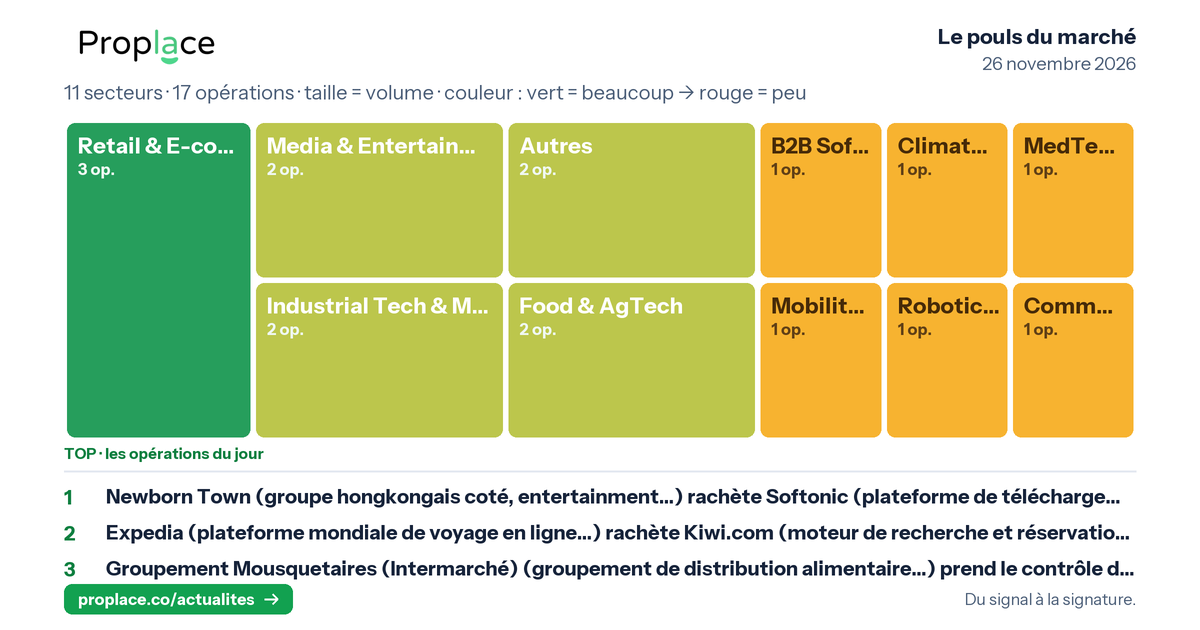 Proplace
Le pouls du marché
26 novembre 2026
11 secteurs · 17 opérations · taille = volume · couleur : vert = beaucoup → rouge = peu
Retail & E-co...
3 op.
Media & Entertain...
2 op.
Autres
2 op.
B2B Sof...
1 op.
Climat...
1 op.
MedTe...
1 op.
Industrial Tech & M...
2 op.
Food & AgTech
2 op.
Mobilit...
1 op.
Robotic...
1 op.
Comm...
1 op.
TOP · les opérations du jour
1 Newborn Town (groupe hongkongais coté, entertainment...) rachète Softonic (plateforme de télécharge...
2 Expedia (plateforme mondiale de voyage en ligne...) rachète Kiwi.com (moteur de recherche et réservatio...
3 Groupement Mousquetaires (Intermarché) (groupement de distribution alimentaire...) prend le contrôle d...
proplace.co/actualites →
Du signal à la signature.